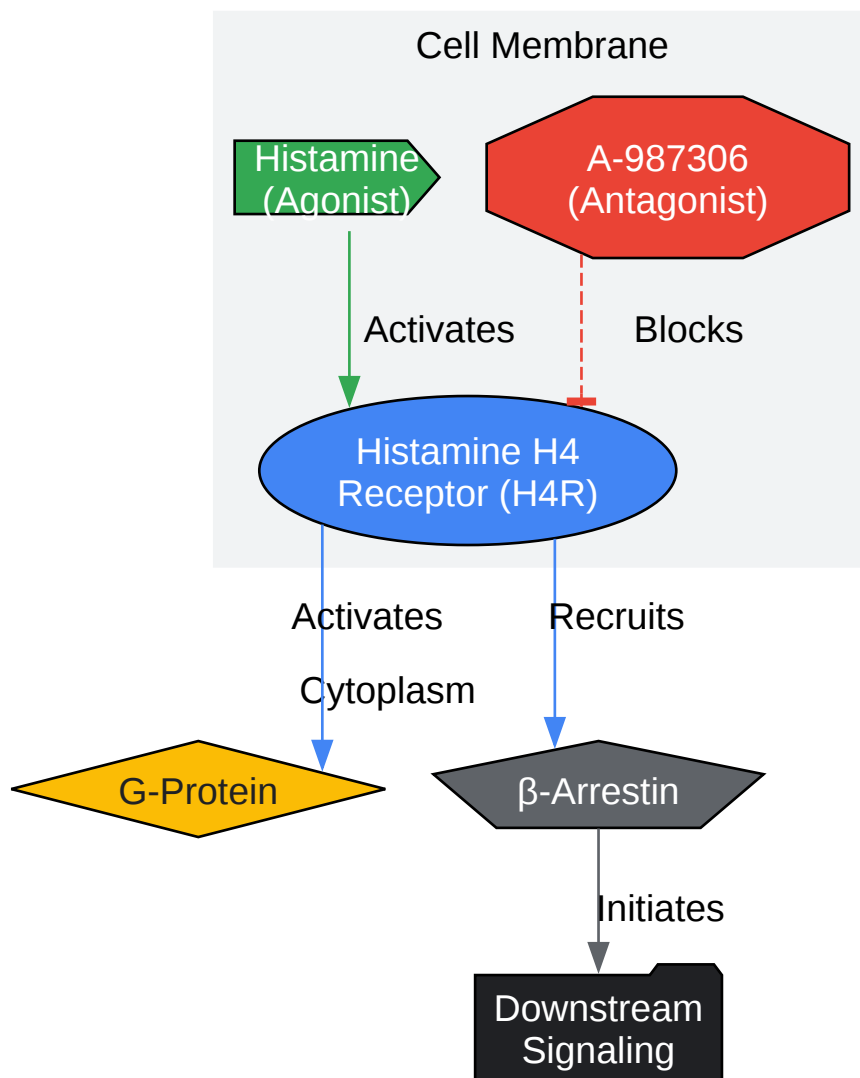 Cell Membrane
Histamine
(Agonist)
A-987306
(Antagonist)
Activates
Blocks
Histamine H4
Receptor (H4R)
Activates
Recruits
Cytoplasm
G-Protein
β-Arrestin
Initiates
Downstream
Signaling